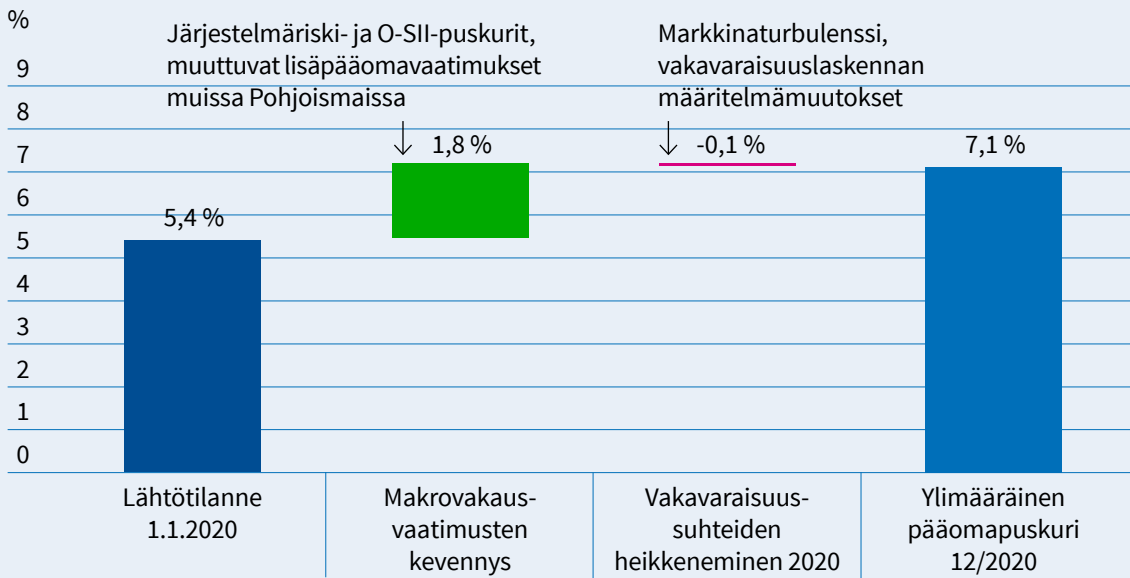 %
Järjestelmäriski- ja O-SII-puskurit,
muuttuvat lisäpääomavaatimukset
muissa Pohjoismaissa
Markkinaturbulenssi,
vakavaraisuuslaskennan
määritelmämuutokset
9
8
7
6
5
4
3
2
1
0
5,4 %
1,8 %
-0,1 %
7,1 %
Lähtötilanne
1.1.2020
Makrovakaus-
vaatimusten
kevennys
Vakavaraisuus-
suhteiden
heikkeneminen 2020
Ylimääräinen
pääomapuskuri
12/2020